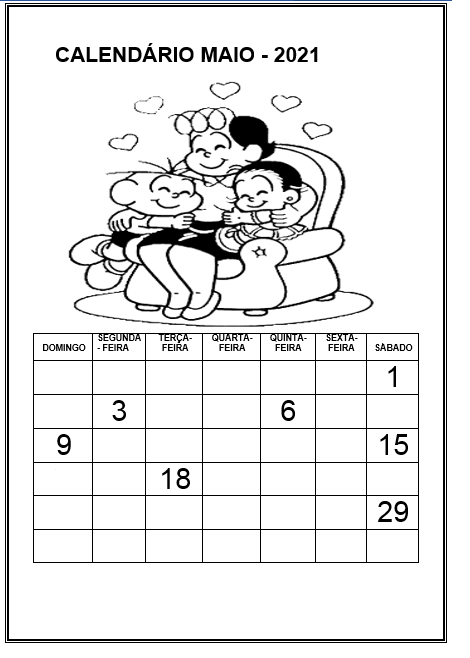 CALENDÁRIO MAIO - 2021
DOMINGO SEGUNDA - FEIRA TERÇA-FEIRA QUARTA-FEIRA QUINTA-FEIRA SEXTA-FEIRA SÁBADO
1
3 6
9 15
18
29